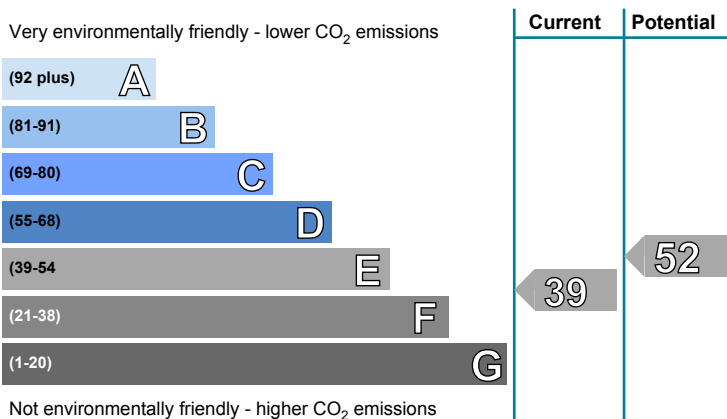 Current Potential
Very environmentally friendly - lower CO2 emissions
(92 plus) A
(81-91) B
(69-80) C
(55-68) D
(39-54 E
52
39
(21-38) F
(1-20) G
Not environmentally friendly - higher CO2 emissions